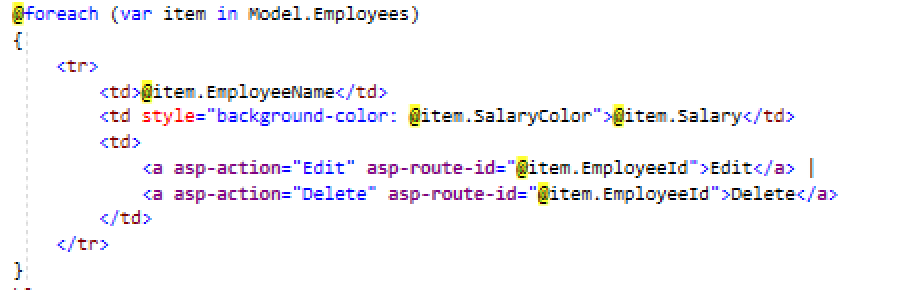 @foreach (var item in Model.Employees)
{
<tr>
<td>@item.EmployeeName</td>
<td style="background-color: @item.SalaryColor">@item.Salary</td>
<td>
<a asp-action="Edit" asp-route-id="@item.EmployeeId">Edit</a> |
<a asp-action="Delete" asp-route-id="@item.EmployeeId">Delete</a>
</td>
</tr>
}